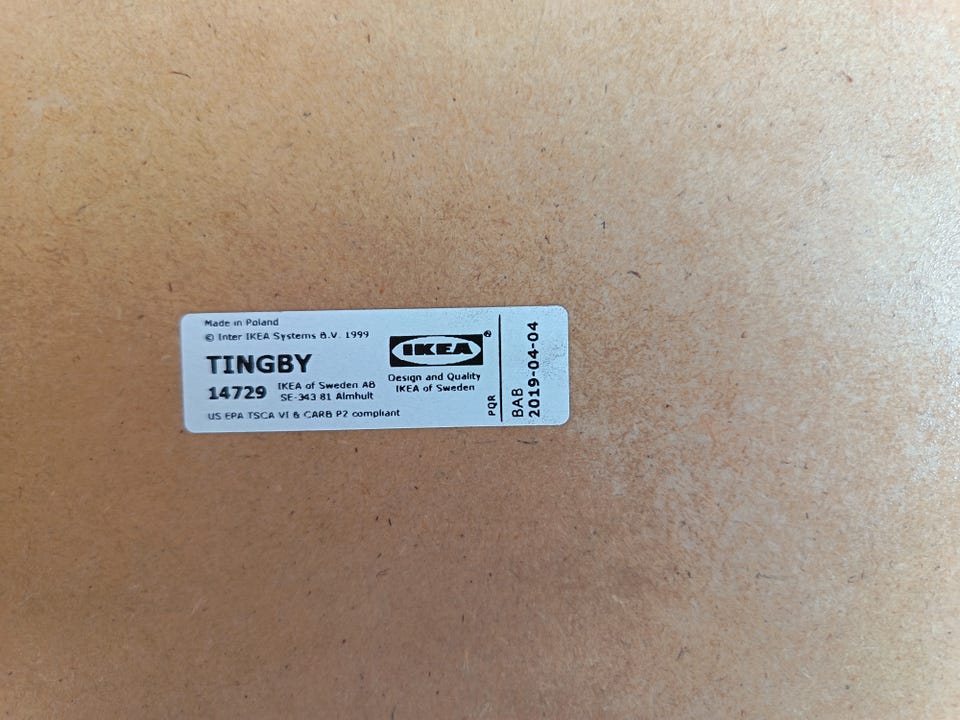 Made in Poland
© Inter IKEA Systems B.V. 1999
TINGBY
14729
IKEA of Sweden AB
SE-343 81 Älmhult
US EPA TSCA VI & CARB P2 compliant
IKEA®
Design and Quality
IKEA of Sweden
PQR
BAB
2019-04-04